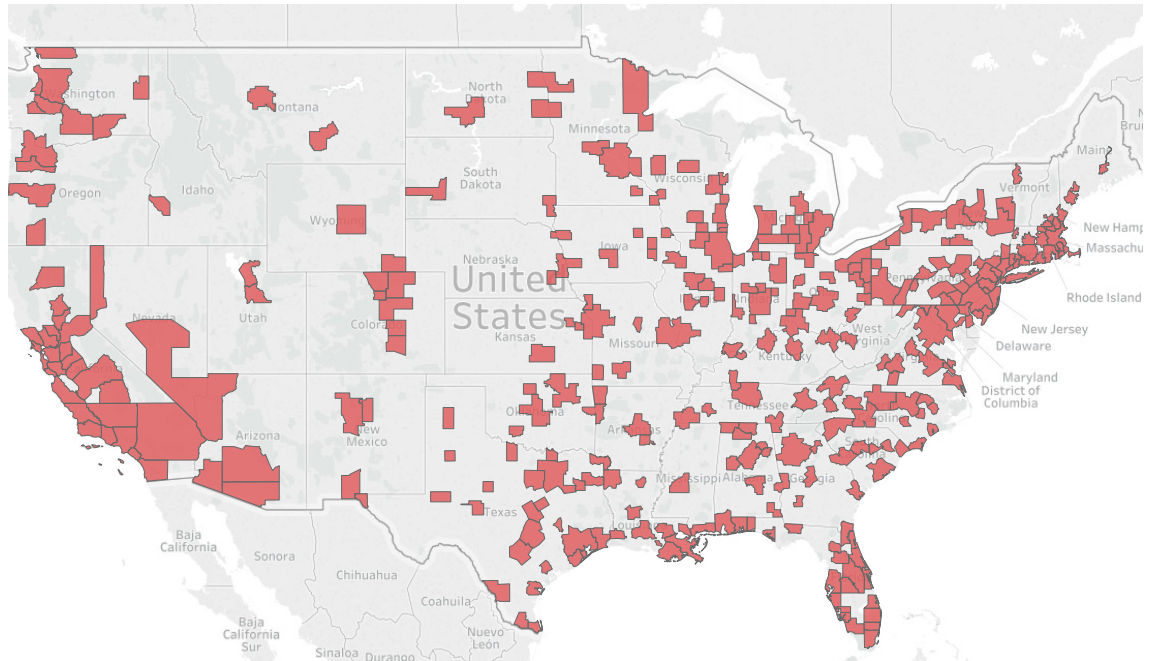 Washington
North
Dakota
Montana
Minnesota
Maine
Vermont
Oregon
Idaho
South
Dakota
Wisconsin
Wyoming
New Hamp
Massachu
Iowa
Nebraska
United
States
Pennsylvania
Rhode Island
Nevada
Utah
Colorado
Kansas
Missouri
West
Virginia
Kentucky
New Jersey
Delaware
Maryland
District of
Columbia
Oklahoma
Tennessee
Arizona
New
Mexico
Arkansas
South
Mississippi
Alabama
Georgia
Texas
Baja
California
Sonora
Chihuahua
Coahuila
Baja
California
Sur
Nuevo
León
Sinaloa
Durango